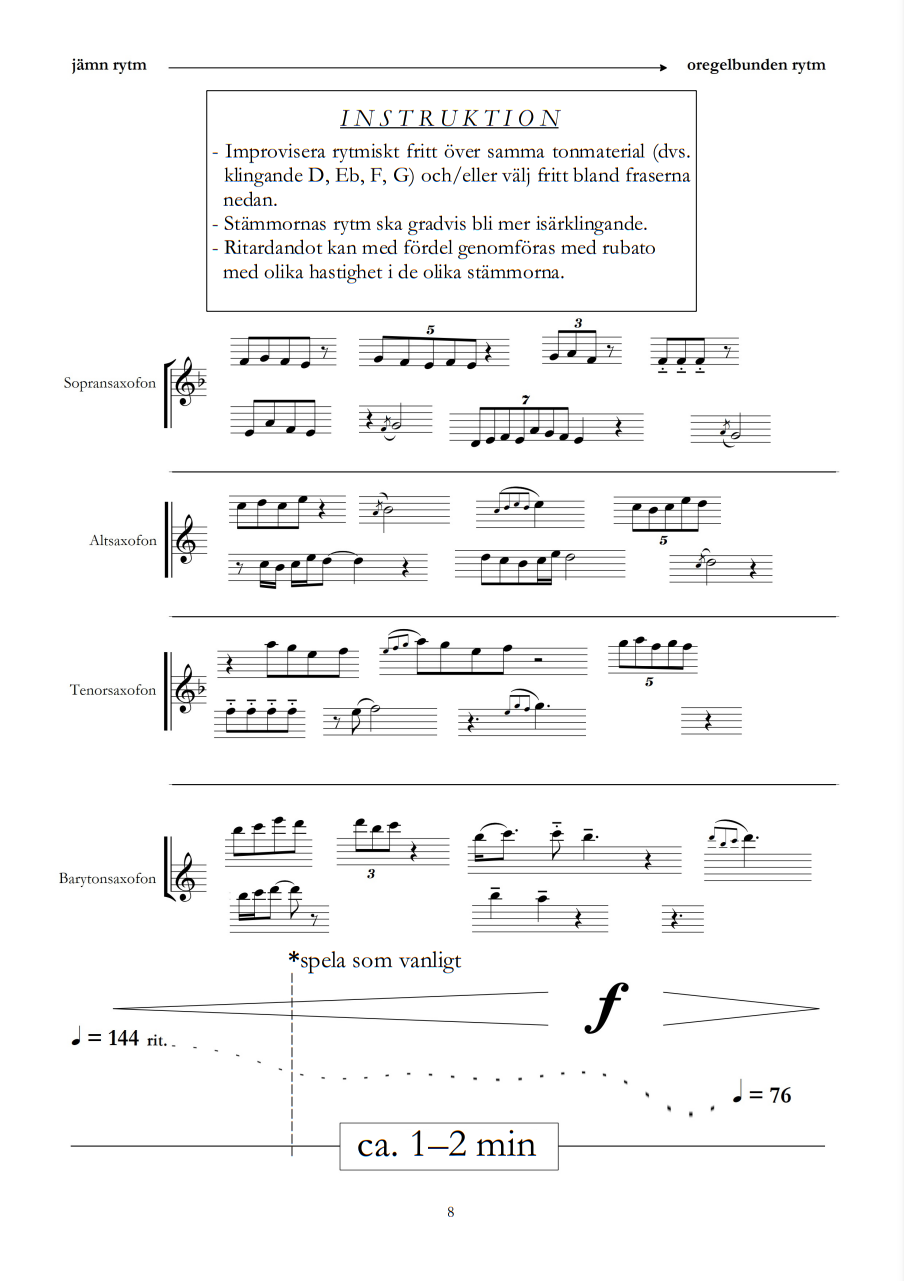 jämn rytm oregelbunden rytm
INSTRUKTION
- Improvisera rytmiskt fritt över samma tonmaterial (dvs.
klingande D, Eb, F, G) och/eller välj fritt bland fraserna
nedan.
- Stämmornas rytm ska gradvis bli mer isärklingande.
- Ritardandot kan med fördel genomföras med rubato
med olika hastighet i de olika stämmorna.
5
3
Sopransaxofon
7
Altsaxofon
5
Tenorsaxofon
5
Barytonsaxofon
3
*spela som vanligt
f
♩ = 144 rit.
♩ = 76
ca. 1–2 min
8